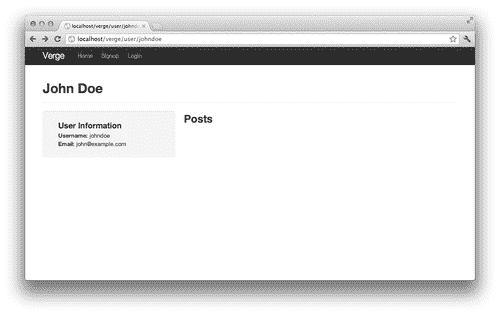 localhost/verge/user/johndo
localhost/verge/user/johndoe
Verge Home Signup Login
John Doe
User Information
Username: johndoe
Email: john@example.com
Posts